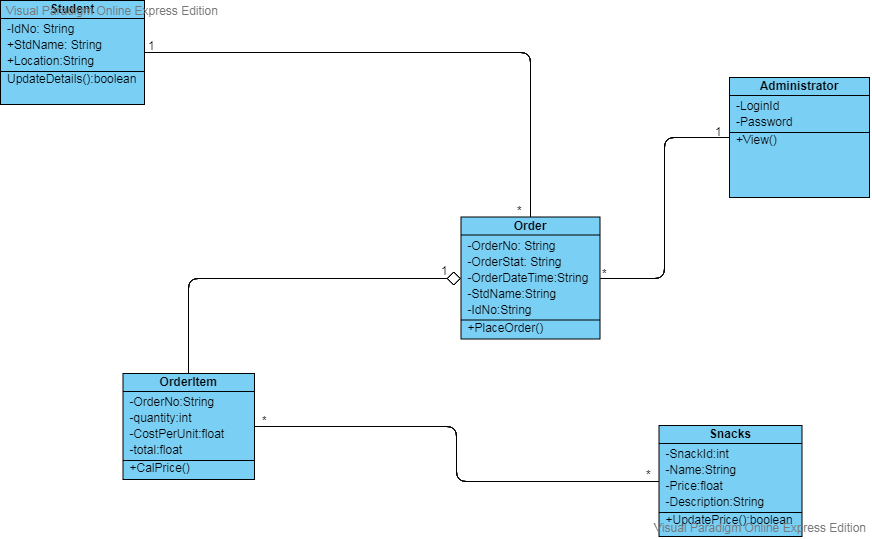 Visual Paradigm Online Express Edition
Student
-IdNo: String
+StdName: String
+Location:String
UpdateDetails():boolean
1
*
Administrator
-LoginId
-Password
+View()
1
*
Order
-OrderNo: String
-OrderStat: String
-OrderDateTime:String
-StdName:String
-IdNo:String
+PlaceOrder()
1
OrderItem
-OrderNo:String
-quantity:int
-CostPerUnit:float
-total:float
+CalPrice()
*
*
Snacks
-SnackId:int
-Name:String
-Price:float
-Description:String
+UpdatePrice():boolean
Visual Paradigm Online Express Edition